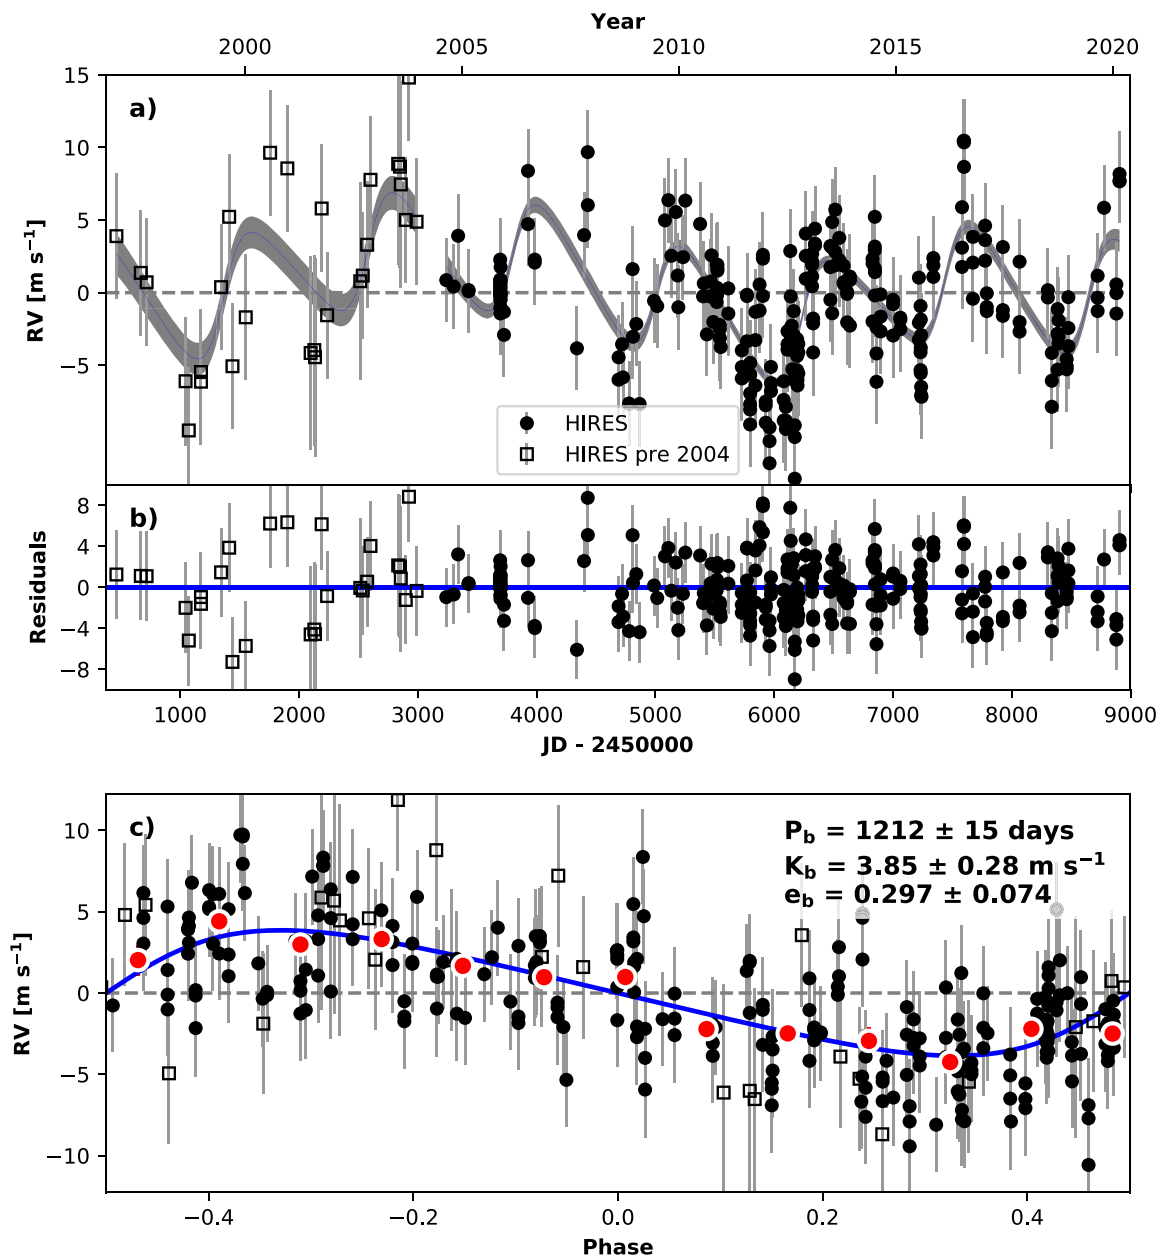 Year
2000 2005 2010 2015 2020
a)
15
10
5
0
−5
RV [m s⁻¹]
HIRES
HIRES pre 2004
b)
8
4
0
−4
−8
Residuals
1000 2000 3000 4000 5000 6000 7000 8000 9000
JD - 2450000
c)
P_b = 1212 ± 15 days
K_b = 3.85 ± 0.28 m s⁻¹
e_b = 0.297 ± 0.074
10
5
0
−5
−10
RV [m s⁻¹]
−0.4 −0.2 0.0 0.2 0.4
Phase